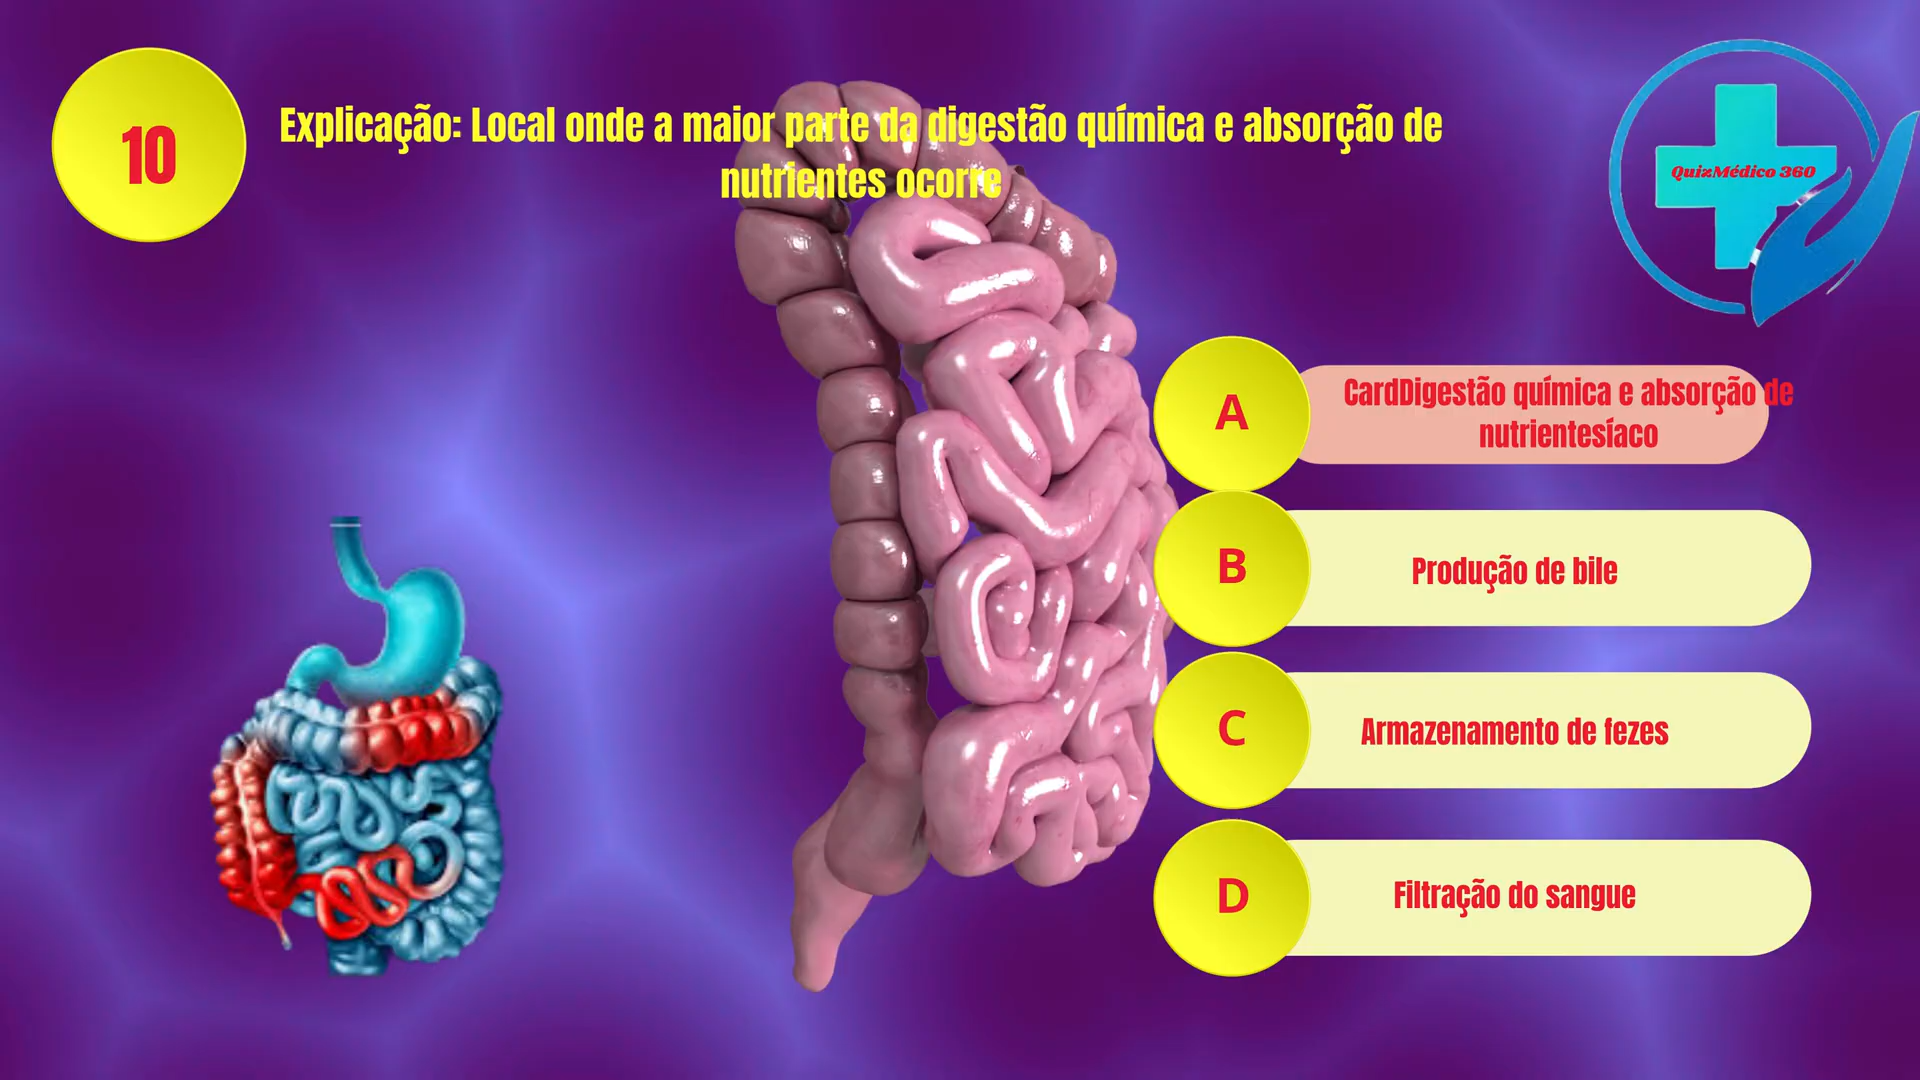 10
Explicação: Local onde a maior parte da digestão química e absorção de
nutrientes ocorre
QuizMédico 360
A
CardDigestão química e absorção de
nutrientesíaco
B
Produção de bile
C
Armazenamento de fezes
D
Filtração do sangue